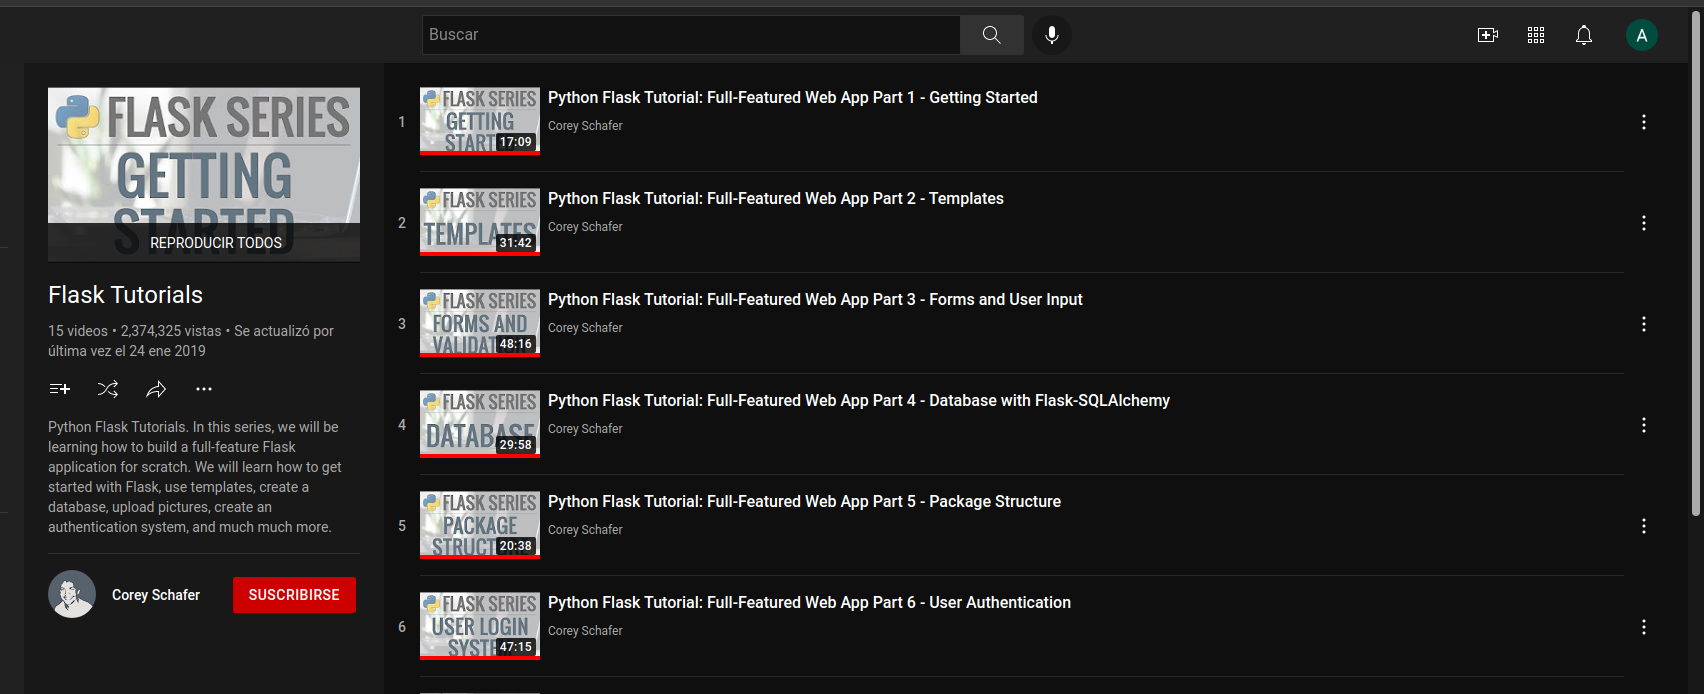 Buscar
A
FLASK SERIES
GETTING
STARTED
REPRODUCIR TODOS
Flask Tutorials
15 videos • 2,374,325 vistas • Se actualizó por
última vez el 24 ene 2019
Python Flask Tutorials. In this series, we will be
learning how to build a full-feature Flask
application for scratch. We will learn how to get
started with Flask, use templates, create a
database, upload pictures, create an
authentication system, and much much more.
Corey Schafer
SUSCRIBIRSE
1
FLASK SERIES
GETTING
START
17:09
Python Flask Tutorial: Full-Featured Web App Part 1 - Getting Started
Corey Schafer
2
FLASK SERIES
TEMPLATES
31:42
Python Flask Tutorial: Full-Featured Web App Part 2 - Templates
Corey Schafer
3
FLASK SERIES
FORMS AND
VALIDATION
48:16
Python Flask Tutorial: Full-Featured Web App Part 3 - Forms and User Input
Corey Schafer
4
FLASK SERIES
DATABASE
29:58
Python Flask Tutorial: Full-Featured Web App Part 4 - Database with Flask-SQLAlchemy
Corey Schafer
5
FLASK SERIES
PACKAGE
STRUCT
20:38
Python Flask Tutorial: Full-Featured Web App Part 5 - Package Structure
Corey Schafer
6
FLASK SERIES
USER LOGIN
SYSTEM
47:15
Python Flask Tutorial: Full-Featured Web App Part 6 - User Authentication
Corey Schafer